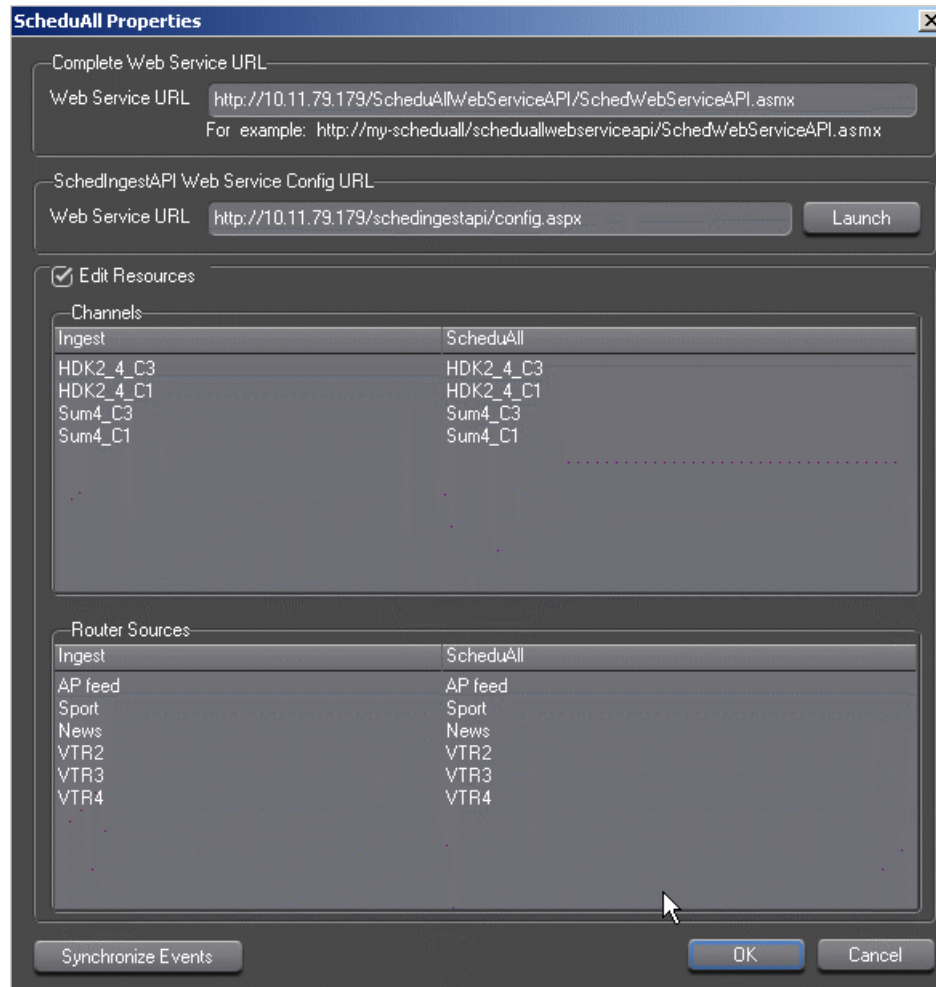 ScheduAll Properties
Complete Web Service URL
Web Service URL http://10.11.79.179/ScheduAllWebServiceAPI/SchedWebServiceAPI.asmx
For example: http://my-scheduall/scheduallwebserviceapi/SchedWebServiceAPI.asmx
SchedIngestAPI Web Service Config URL
Web Service URL http://10.11.79.179/schedingestapi/config.aspx Launch
Edit Resources
Channels
Ingest ScheduAll
HDK2_4_C3 HDK2_4_C3
HDK2_4_C1 HDK2_4_C1
Sum4_C3 Sum4_C3
Sum4_C1 Sum4_C1
Router Sources
Ingest ScheduAll
AP feed AP feed
Sport Sport
News News
VTR2 VTR2
VTR3 VTR3
VTR4 VTR4
Synchronize Events OK Cancel